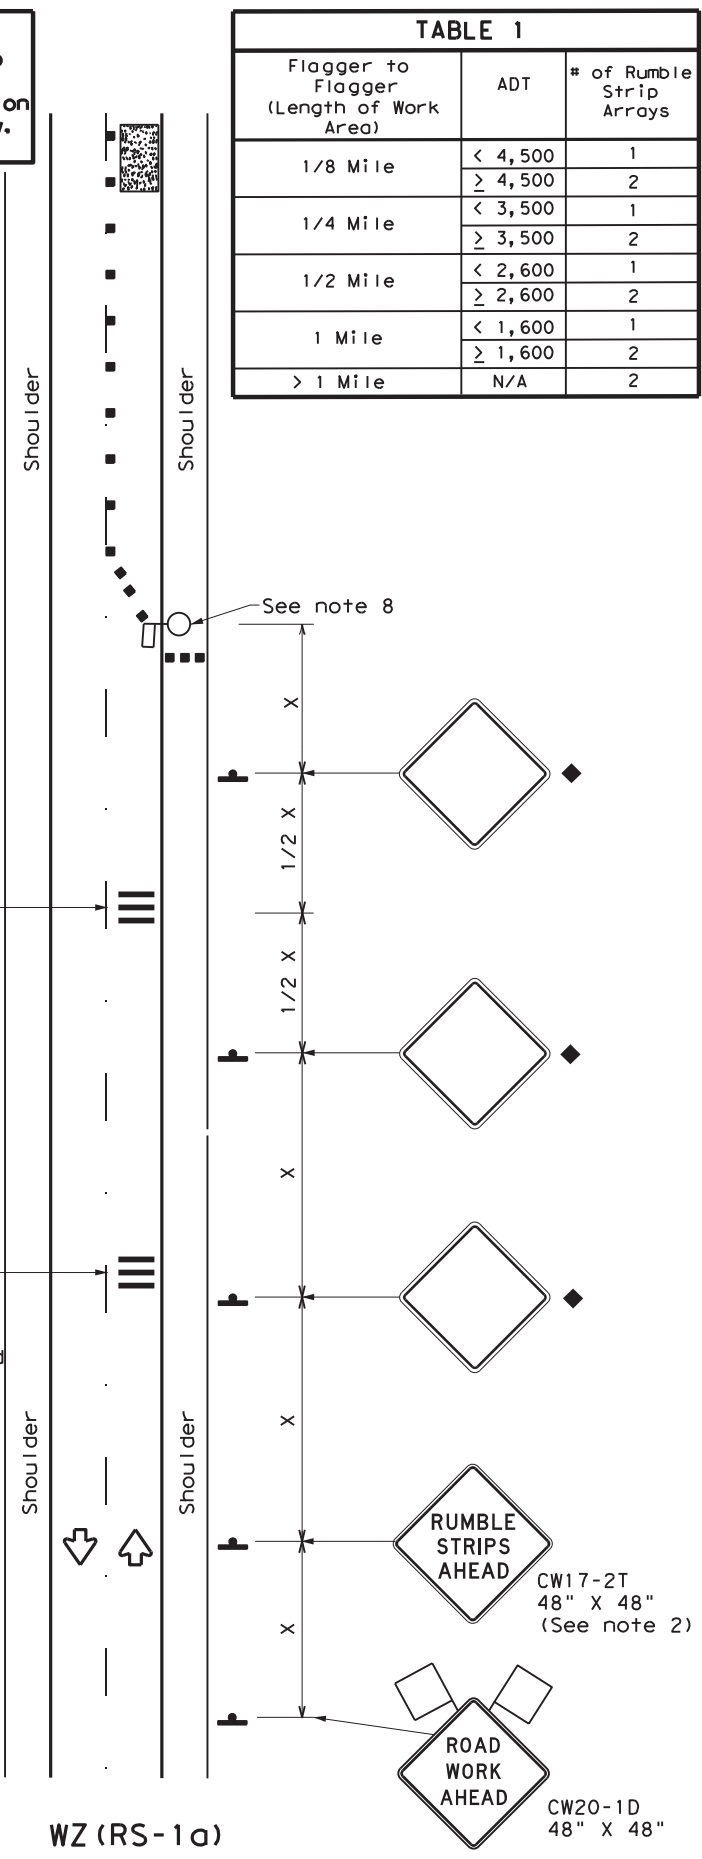 TABLE 1
Flagger to
Flagger
(Length of Work
Area)
ADT
# of Rumble
Strip
Arrays
1/8 Mile
< 4,500
1
≥ 4,500
2
1/4 Mile
< 3,500
1
≥ 3,500
2
1/2 Mile
< 2,600
1
≥ 2,600
2
1 Mile
< 1,600
1
≥ 1,600
2
> 1 Mile
N/A
2
on
Shoulder
Shoulder
See note 8
X
1/2 X
1/2 X
X
X
Shoulder
Shoulder
RUMBLE
STRIPS
AHEAD
CW17-2T
48" X 48"
(See note 2)
X
ROAD
WORK
AHEAD
CW20-1D
48" X 48"
WZ(RS-1a)